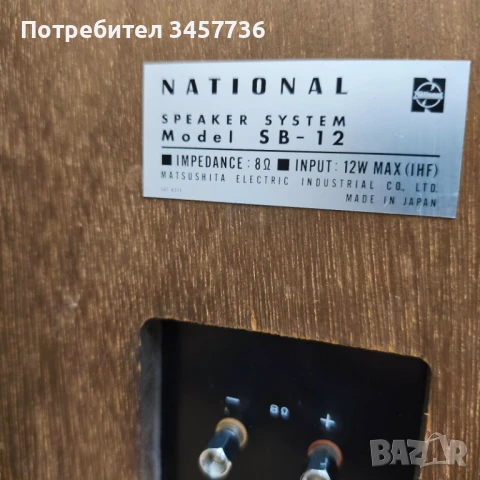 Потребител 3457736
NATIONAL
SPEAKER SYSTEM
Model SB-12
■ IMPEDANCE : 8Ω ■ INPUT : 12W MAX (IHF)
MATSUSHITA ELECTRIC INDUSTRIAL CO., LTD.
MADE IN JAPAN
- 8Ω +
BAZAR